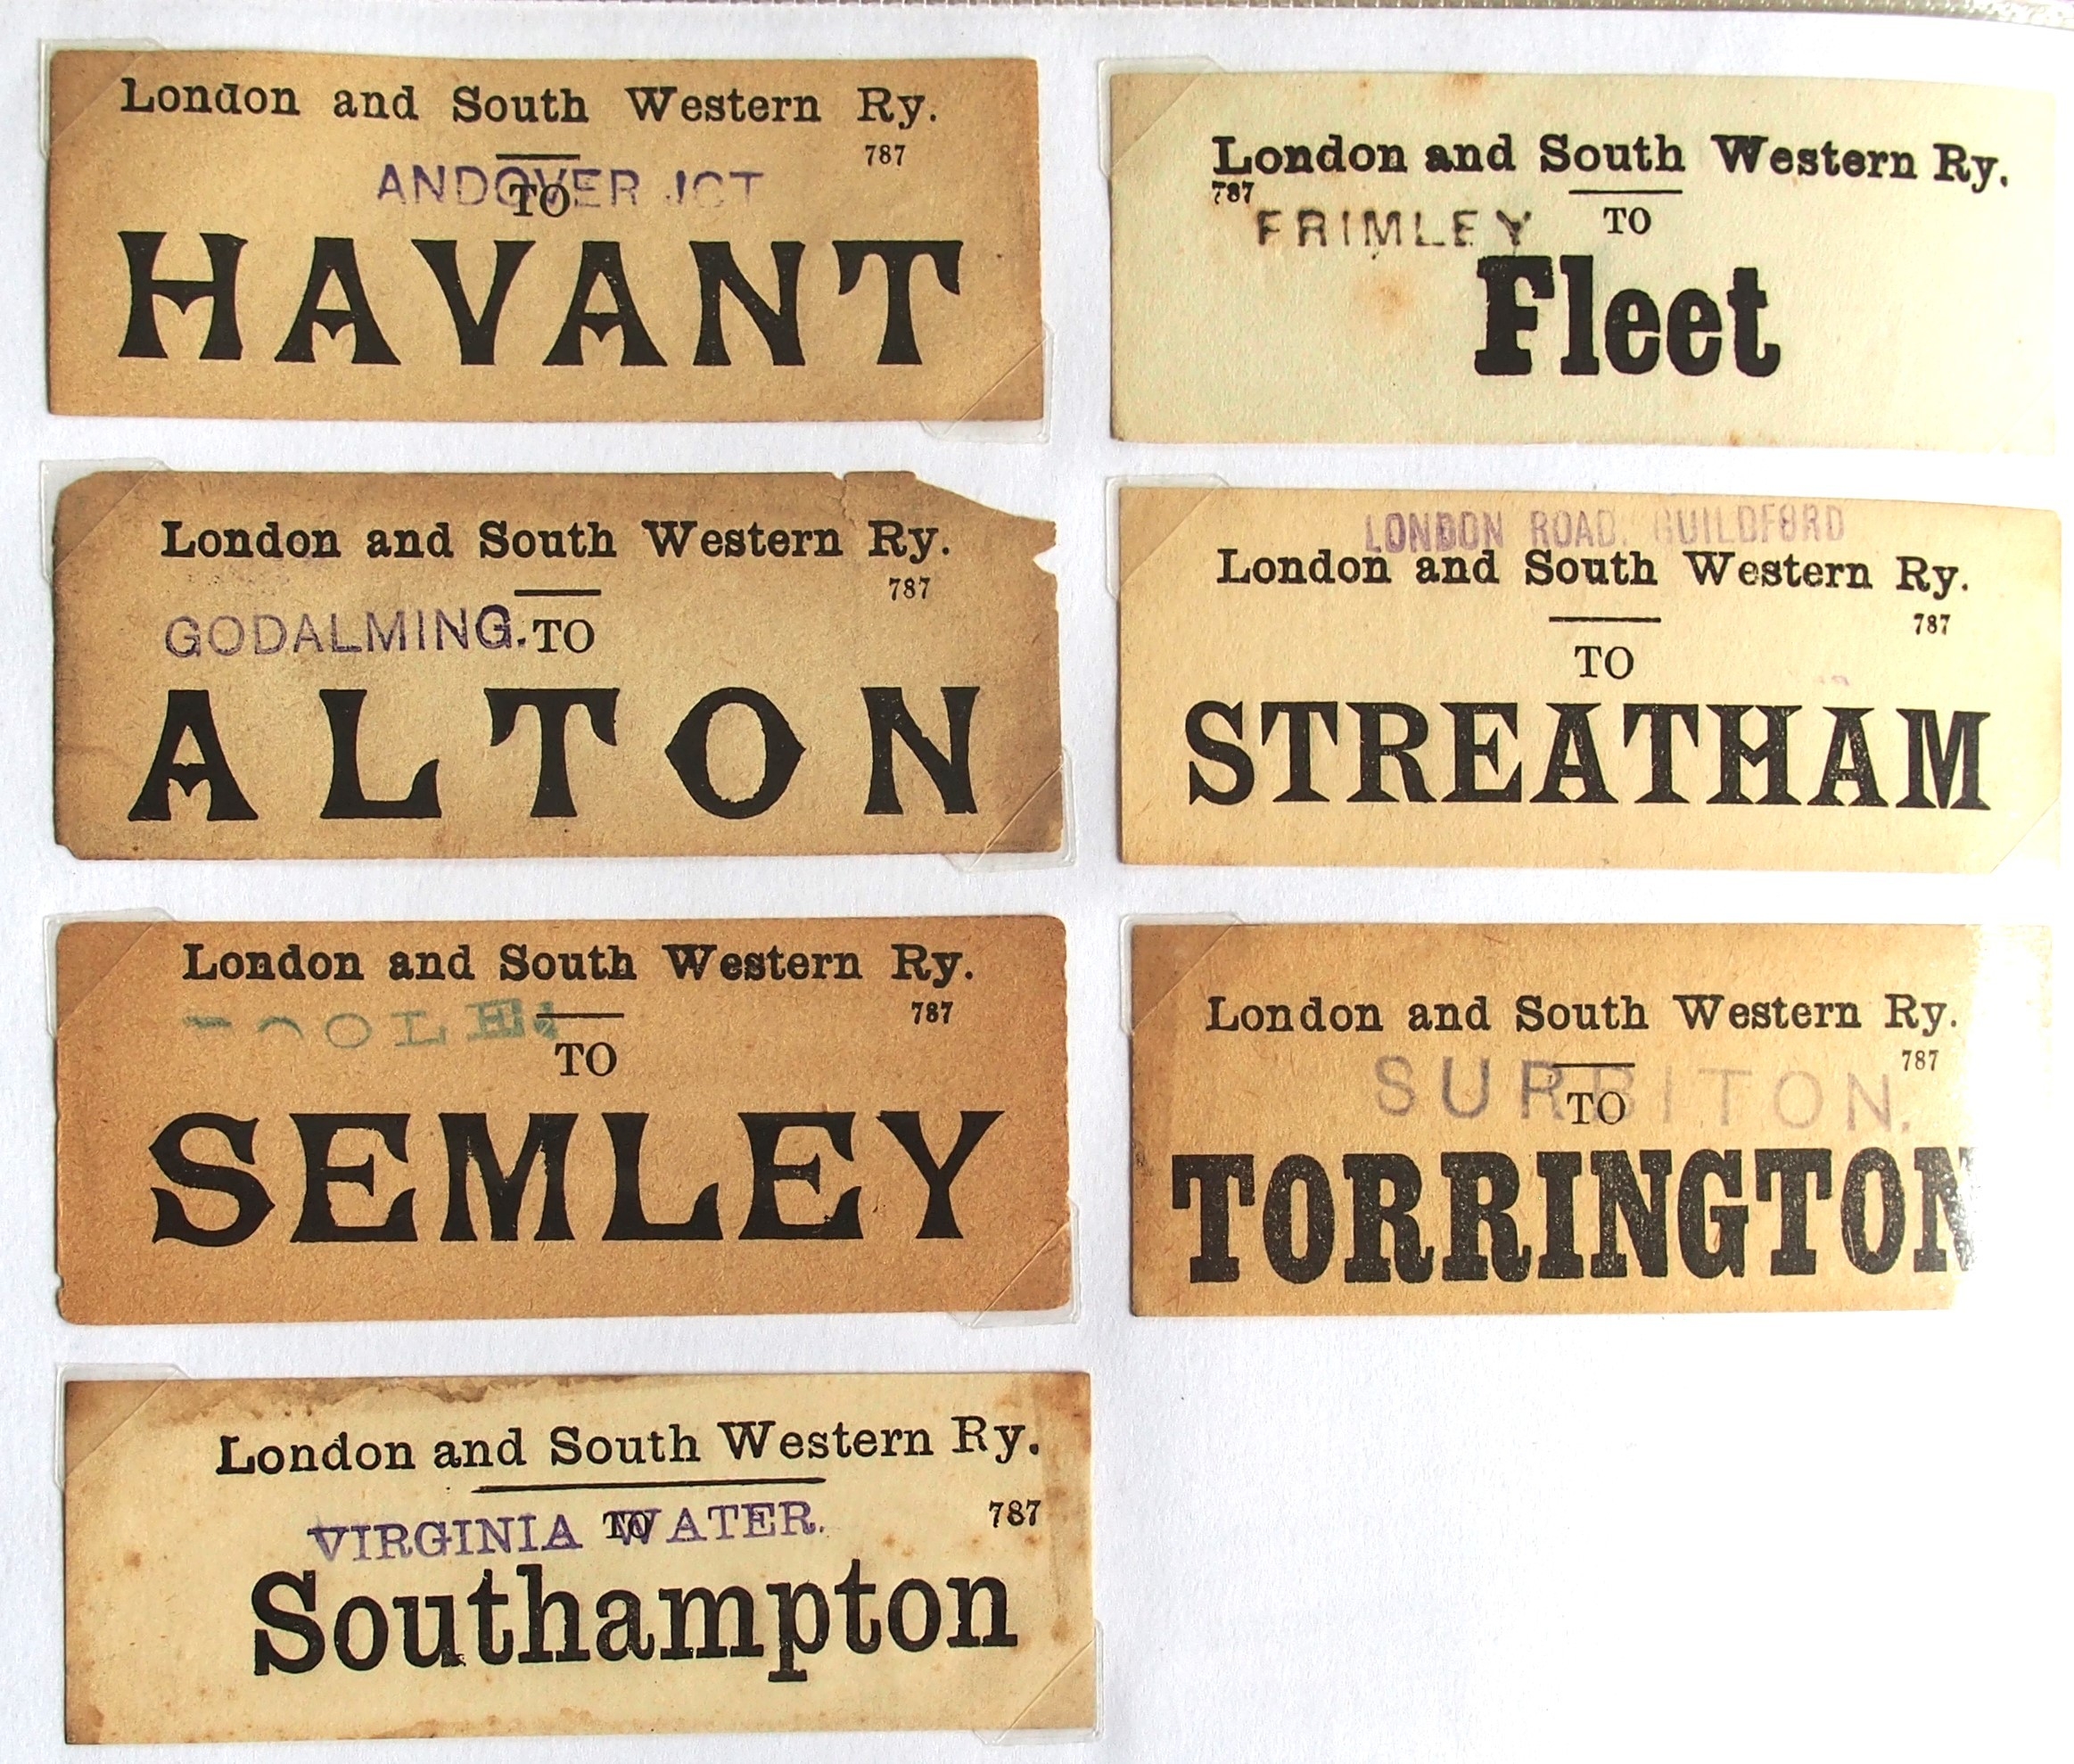 London and South Western Ry.
787
ANDOVER JCT
TO
HAVANT
London and South Western Ry.
787
FRIMLEY TO
Fleet
London and South Western Ry.
787
GODALMING. TO
ALTON
LONDON ROAD. GUILDFORD
London and South Western Ry.
787
TO
STREATHAM
London and South Western Ry.
787
TO
SEMLEY
London and South Western Ry.
787
SURBITON.
TO
TORRINGTON
London and South Western Ry.
787
VIRGINIA WATER.
TO
Southampton